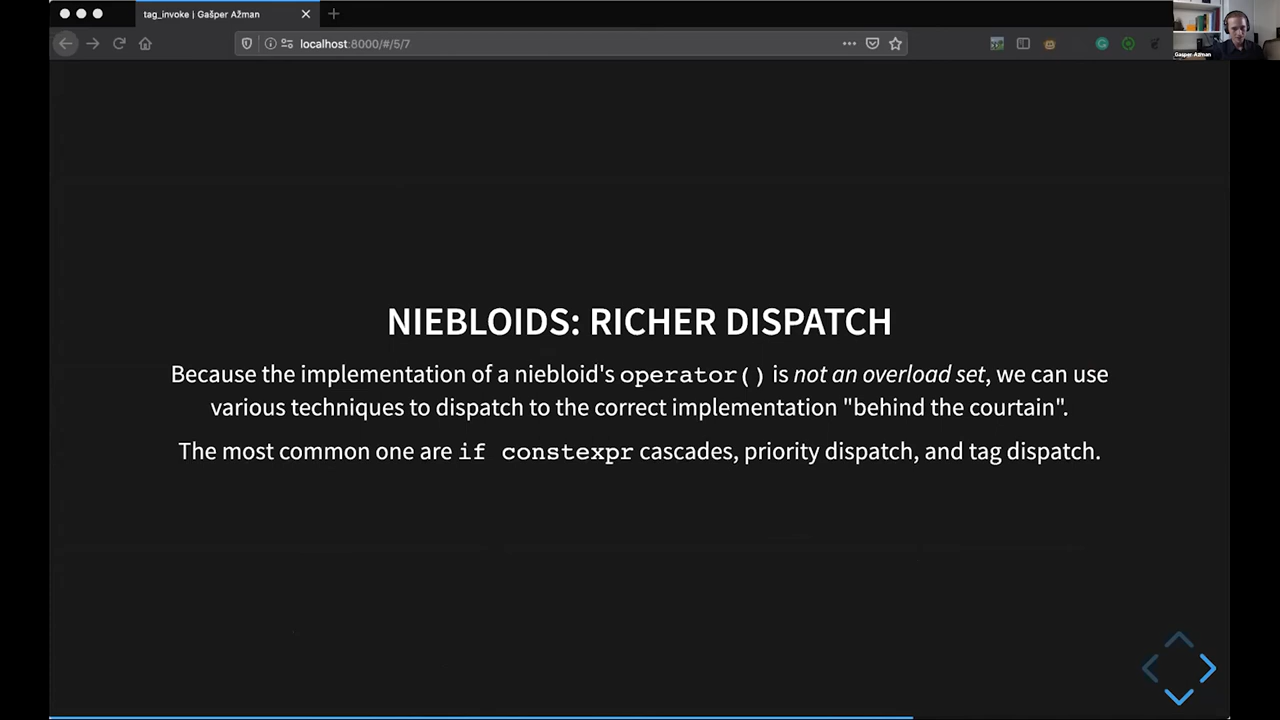 tag_invoke | Gašper Ažman
localhost:8000/#/5/7
Gasper Azman
NIEBLOIDS: RICHER DISPATCH
Because the implementation of a niebloid's operator() is not an overload set, we can use
various techniques to dispatch to the correct implementation "behind the courtain".
The most common one are if constexpr cascades, priority dispatch, and tag dispatch.